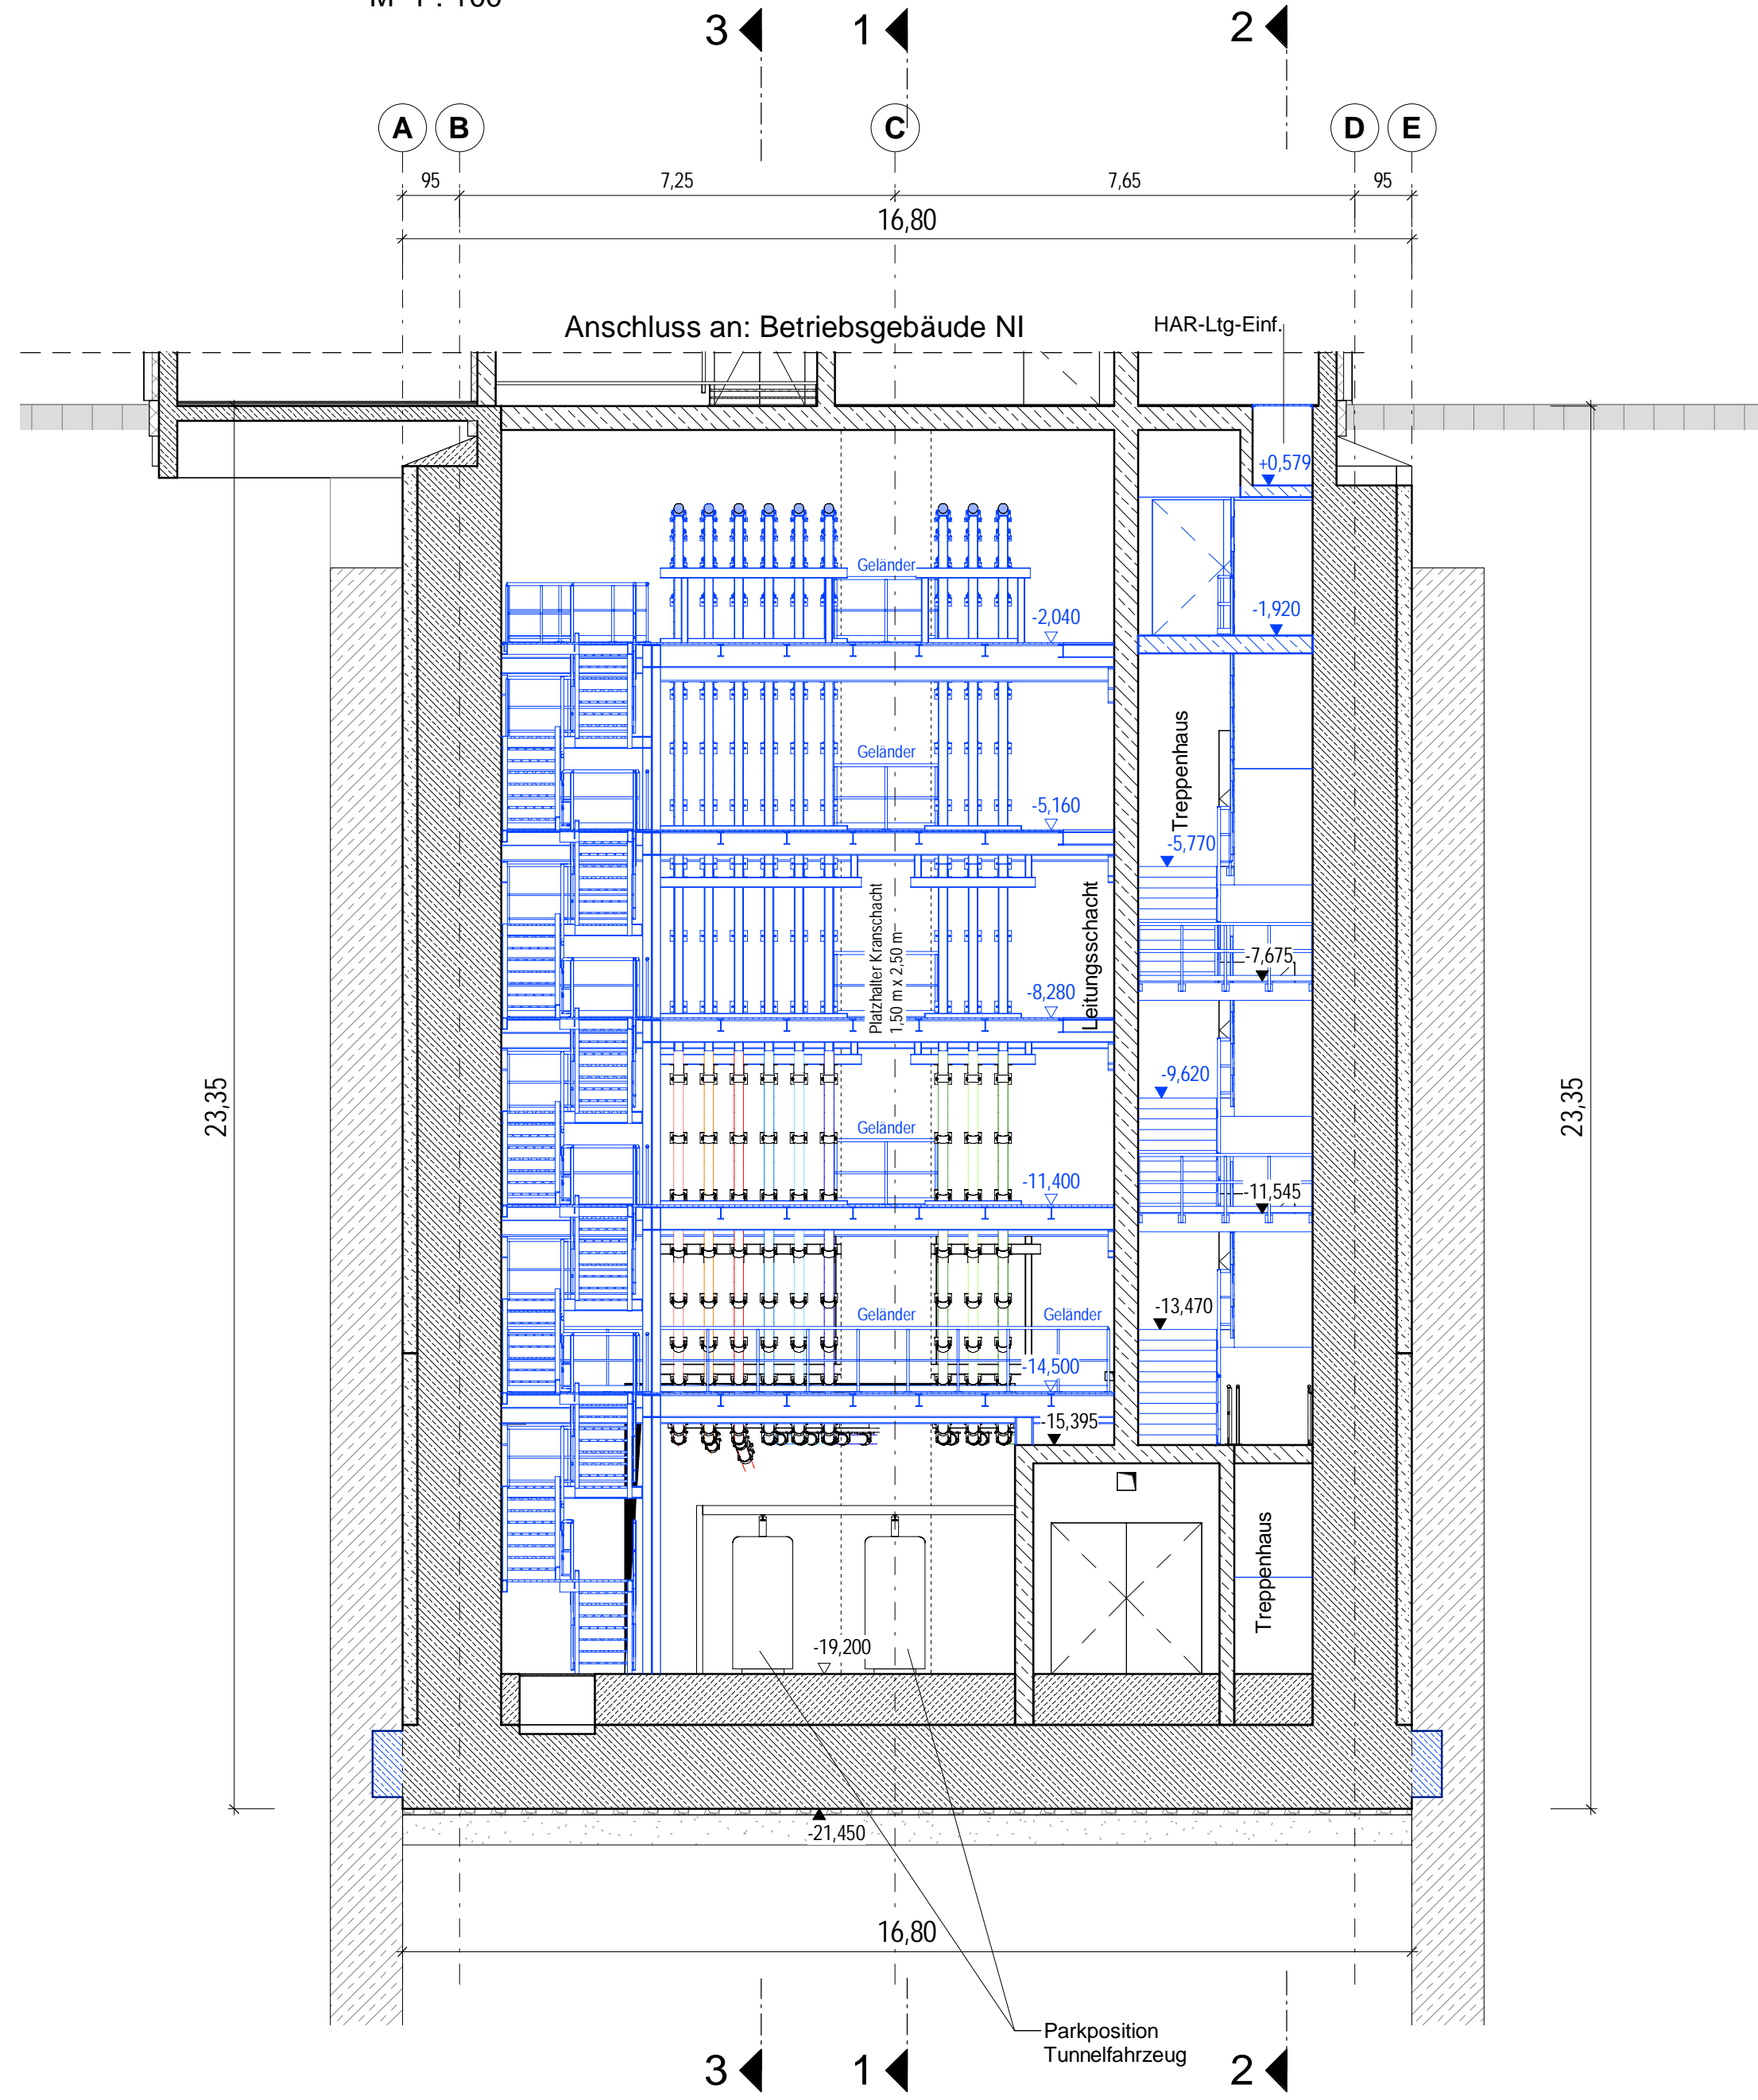 M 1 : 100
3
1
2
A
B
C
D
E
95
7,25
7,65
95
16,80
Anschluss an: Betriebsgebäude NI
HAR-Ltg-Einf.
+0,579
Geländer
-2,040
-1,920
Treppenhaus
Geländer
-5,160
-5,770
Platzhalter Kranschacht
1,50 m x 2,50 m
Leitungsschacht
-7,675
-8,280
-9,620
23,35
23,35
Geländer
-11,400
-11,545
-13,470
Geländer
Geländer
-14,500
-15,395
Treppenhaus
-19,200
-21,450
16,80
Parkposition
Tunnelfahrzeug
3
1
2